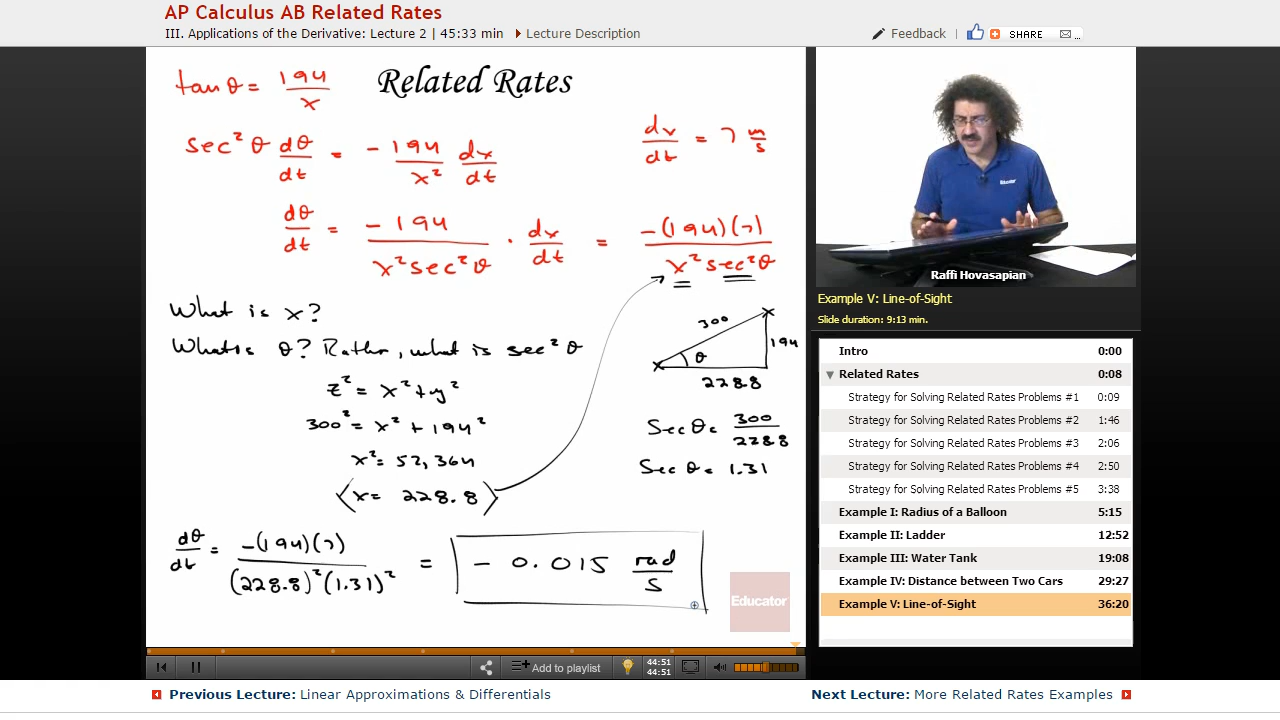 AP Calculus AB Related Rates
III. Applications of the Derivative: Lecture 2 | 45:33 min Lecture Description
Feedback | SHARE ...
Related Rates
tan θ = 194/x
sec² θ dθ/dt = -194/x² dx/dt
dx/dt = 7 m/s
dθ/dt = -194/(x² sec² θ) · dx/dt = -(194)(7)/(x² sec² θ)
What is x?
What is θ? Rather, what is sec² θ
z² = x² + y²
300² = x² + 194²
x² = 52,364
⟨x = 228.8⟩
300
194
θ
228.8
Sec θ = 300/228.8
Sec θ = 1.31
dθ/dt = -(194)(7)/((228.8)²(1.31)²) = -0.015 rad/s
Educator
Educator
Raffi Hovasapian
Example V: Line-of-Sight
Slide duration: 9:13 min.
Intro 0:00
Related Rates 0:08
Strategy for Solving Related Rates Problems #1 0:09
Strategy for Solving Related Rates Problems #2 1:46
Strategy for Solving Related Rates Problems #3 2:06
Strategy for Solving Related Rates Problems #4 2:50
Strategy for Solving Related Rates Problems #5 3:38
Example I: Radius of a Balloon 5:15
Example II: Ladder 12:52
Example III: Water Tank 19:08
Example IV: Distance between Two Cars 29:27
Example V: Line-of-Sight 36:20
Add to playlist
44:51
44:51
Previous Lecture: Linear Approximations & Differentials
Next Lecture: More Related Rates Examples